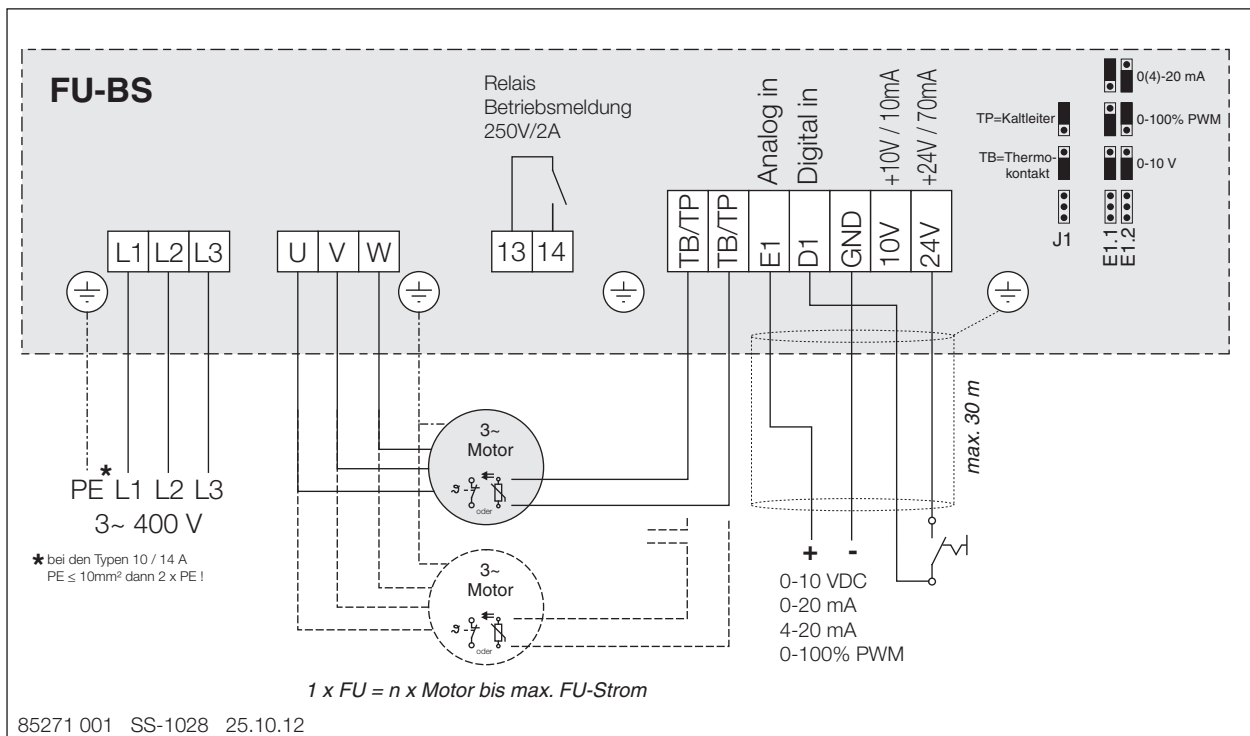 FU-BS
Relais
Betriebsmeldung
250V/2A
Analog in
Digital in
+10V / 10mA
+24V / 70mA
TP=Kaltleiter
TB=Thermo-
kontakt
J1
0(4)-20 mA
0-100% PWM
0-10 V
E1.1
E1.2
L1 L2 L3
U V W
13 14
TB/TP
TB/TP
E1
D1
GND
10V
24V
max. 30 m
PE * L1 L2 L3
3~ 400 V
* bei den Typen 10 / 14 A
PE ≤ 10mm² dann 2 x PE !
3~
Motor
ϑ
oder
3~
Motor
ϑ
oder
+ -
0-10 VDC
0-20 mA
4-20 mA
0-100% PWM
1 x FU = n x Motor bis max. FU-Strom
85271 001 SS-1028 25.10.12